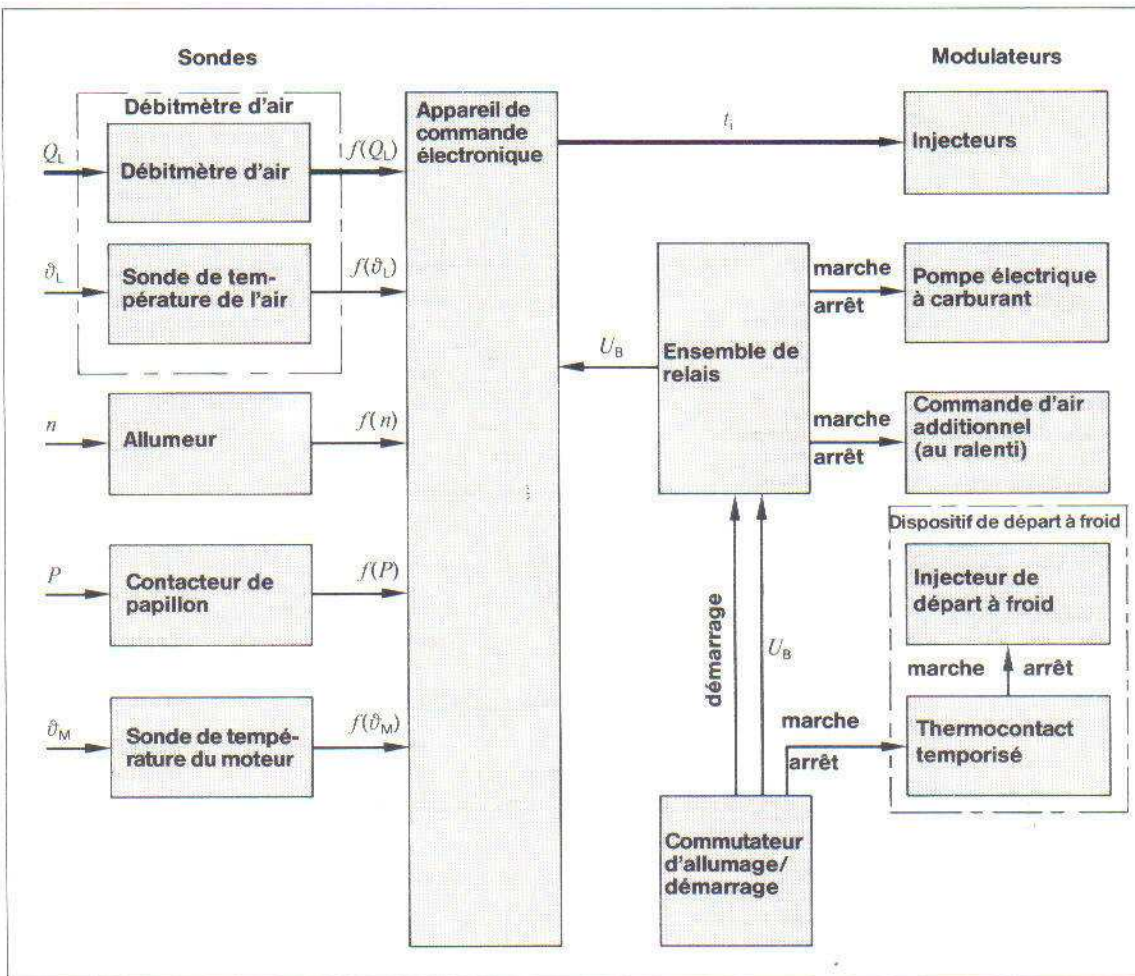 Sondes
Modulateurs
Débitmètre d'air
Q_L
Débitmètre d'air
f(Q_L)
Appareil de
commande
électronique
t_i
Injecteurs
ϑ_L
Sonde de tem-
pérature de l'air
f(ϑ_L)
marche
arrêt
Pompe électrique
à carburant
U_B
Ensemble de
relais
n
Allumeur
f(n)
marche
arrêt
Commande d'air
additionnel
(au ralenti)
Dispositif de départ à froid
P
Contacteur de
papillon
f(P)
Injecteur de
départ à froid
démarrage
U_B
marche arrêt
ϑ_M
Sonde de tempé-
rature du moteur
f(ϑ_M)
marche
arrêt
Thermocontact
temporisé
Commutateur
d'allumage/
démarrage